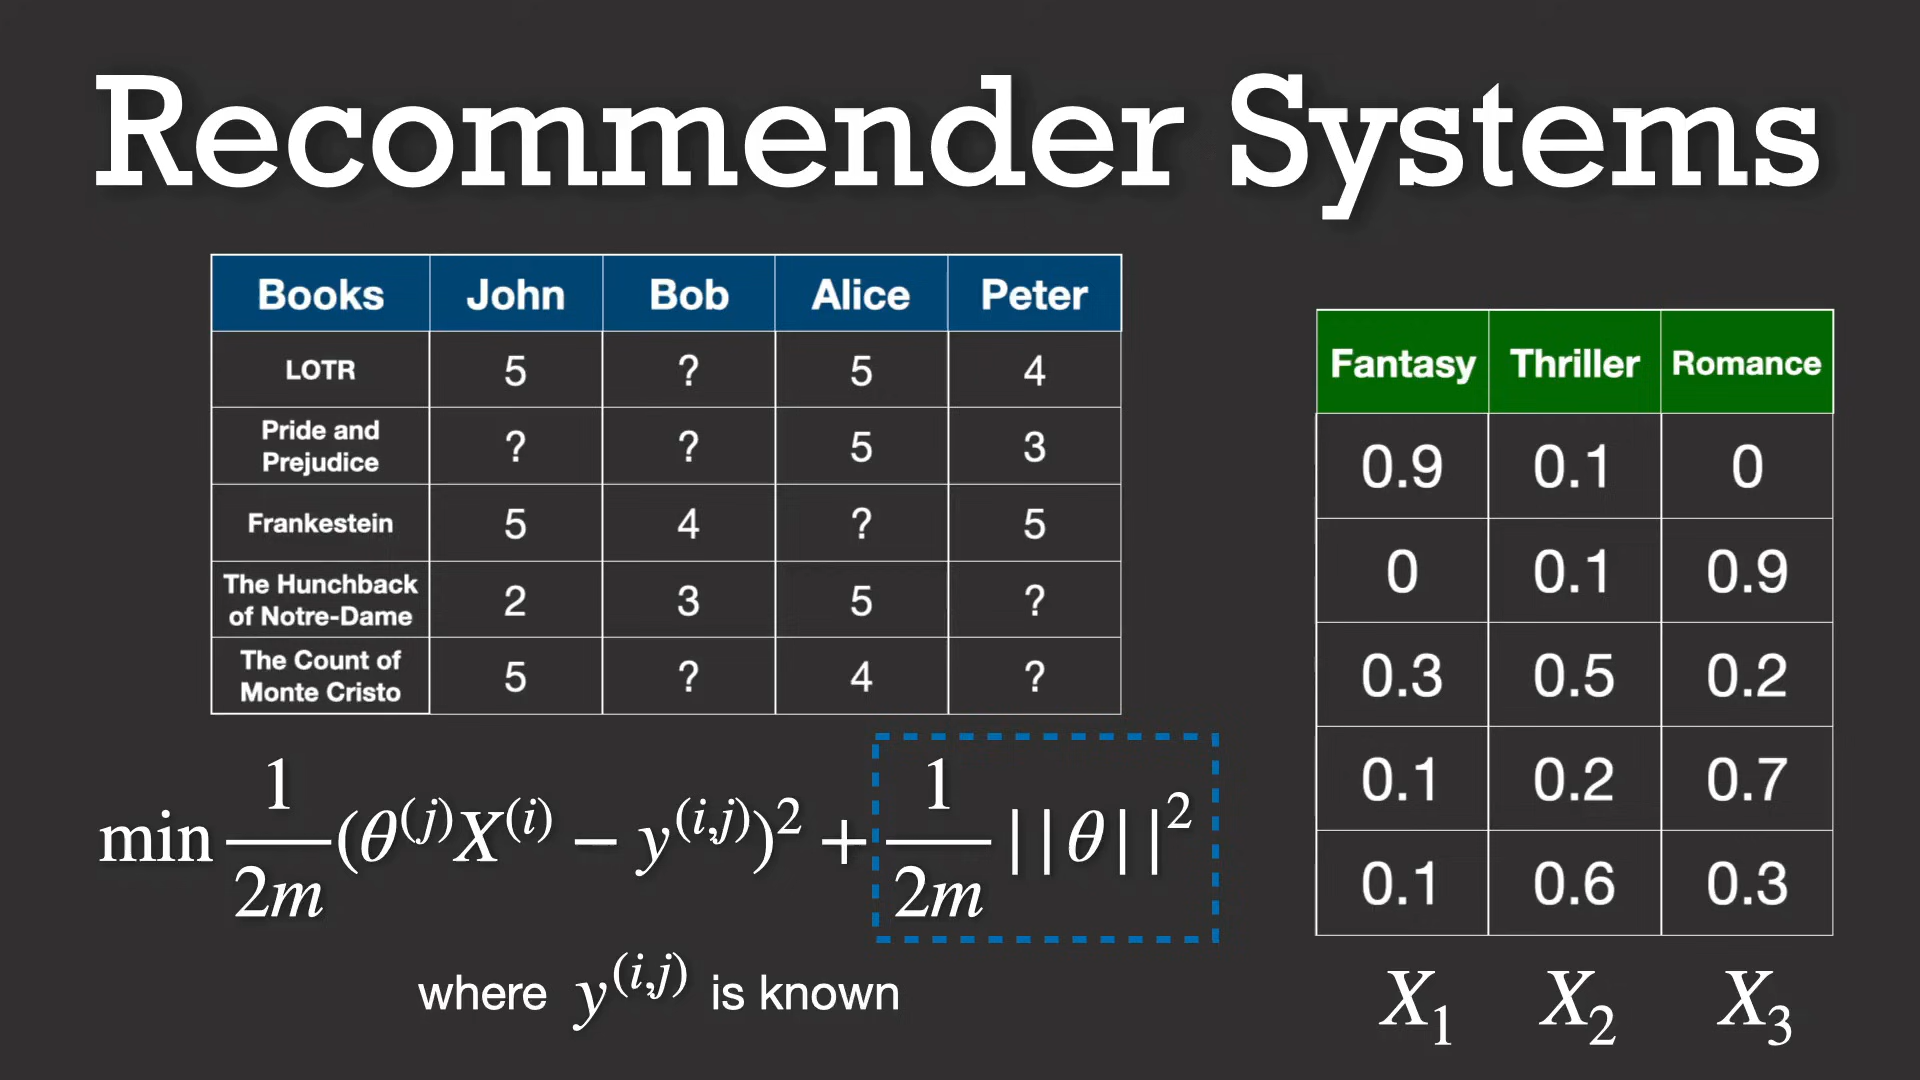 Recommender Systems
Books John Bob Alice Peter
LOTR 5 ? 5 4
Pride and
Prejudice ? ? 5 3
Frankestein 5 4 ? 5
The Hunchback
of Notre-Dame 2 3 5 ?
The Count of
Monte Cristo 5 ? 4 ?
Fantasy Thriller Romance
0.9 0.1 0
0 0.1 0.9
0.3 0.5 0.2
0.1 0.2 0.7
0.1 0.6 0.3
X₁ X₂ X₃
min 1/2m (θ^(j)X^(i) − y^(i,j))² + 1/2m ||θ||²
where y^(i,j) is known